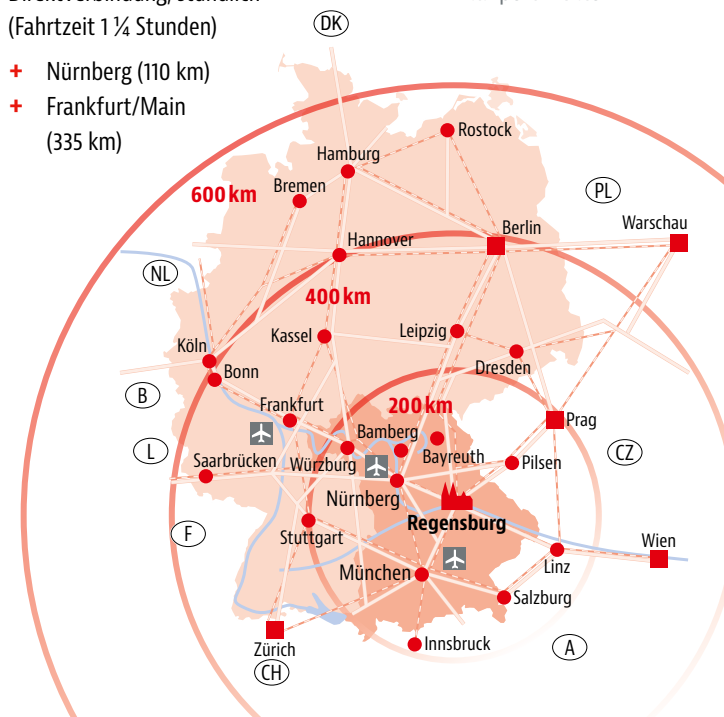 (Fahrtzeit 1 ¼ Stunden)
+ Nürnberg (110 km)
+ Frankfurt/Main
(335 km)
DK
Rostock
Hamburg
Bremen
600 km
PL
Berlin
Warschau
Hannover
NL
400 km
Kassel
Leipzig
Köln
Dresden
Bonn
B
Frankfurt
200 km
Prag
Bamberg
L
CZ
Saarbrücken
Würzburg
Bayreuth
Pilsen
Nürnberg
Regensburg
F
Stuttgart
Wien
Linz
München
Salzburg
Innsbruck
A
Zürich
CH